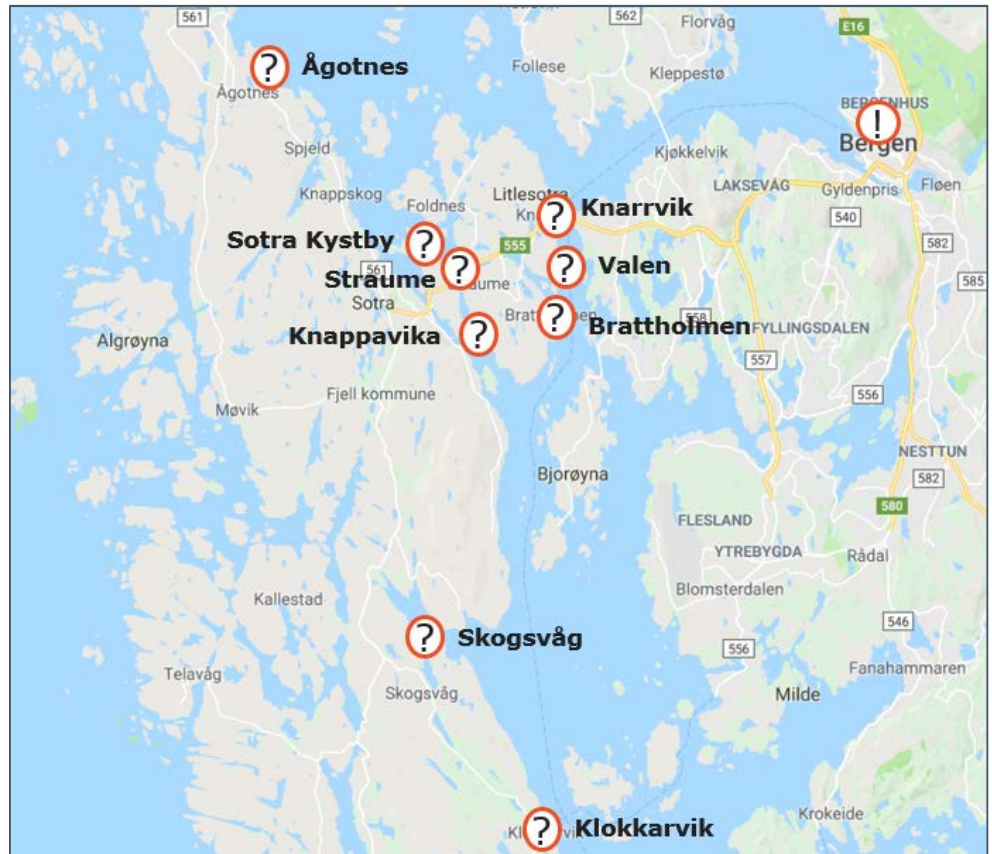 561
562
Florvåg
E16
?
Ågotnes
Ågotnes
Follese
Kleppestø
BERGENHUS
!
Bergen
Spjeld
Kjøkkelvik
Knappskog
Litlesotra
LAKSEVÅG
Gyldenpris
Fløen
Foldnes
?
Knarrvik
540
Sotra Kystby
?
555
582
561
Straume
?
?
Valen
585
Sotra
?
Brattholmen
558
FYLLINGSDALEN
Knappavika
?
Algrøyna
557
Fjell kommune
556
Møvik
NESTTUN
582
Bjorøyna
580
FLESLAND
YTREBYGDA
Rådal
Kallestad
Blomsterdalen
?
Skogsvåg
546
556
Telavåg
Fanahammaren
Skogsvåg
Milde
Krokeide
?
Klokkarvik